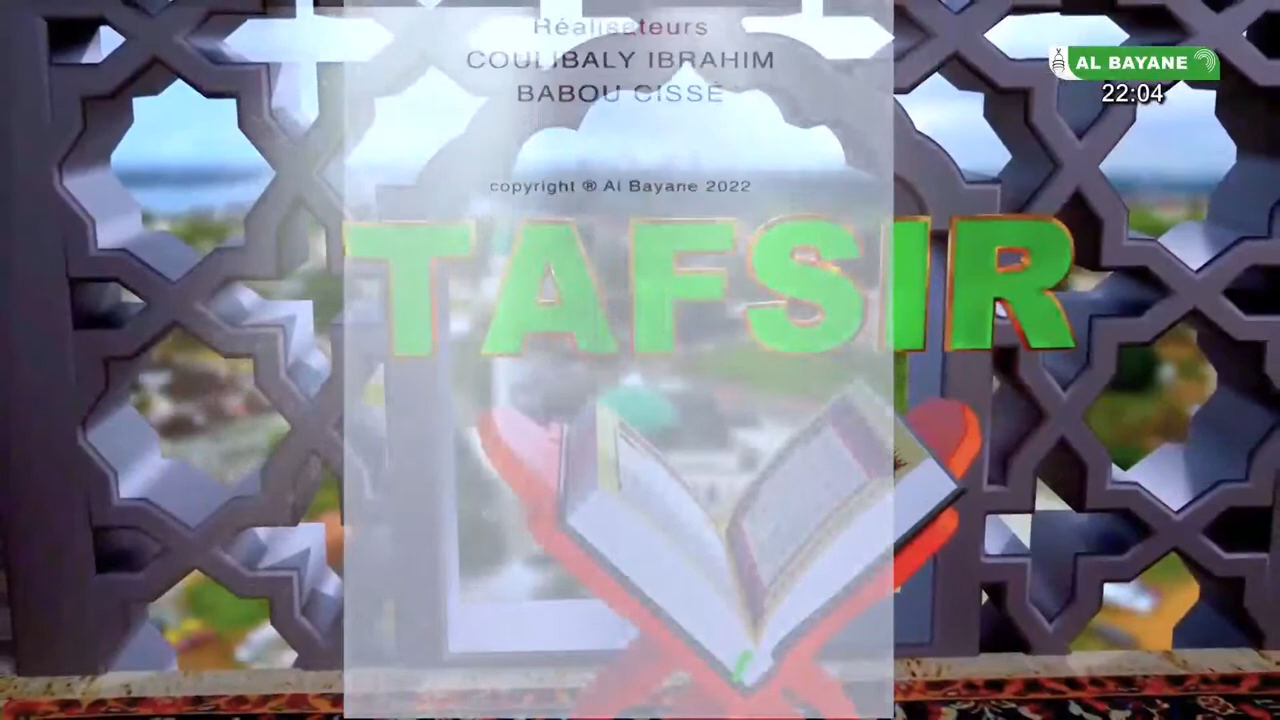 Réalisateurs
COULIBALY IBRAHIM
BABOU CISSÉ
AL BAYANE
22:04
copyright ® Al Bayane 2022
TAFSIR